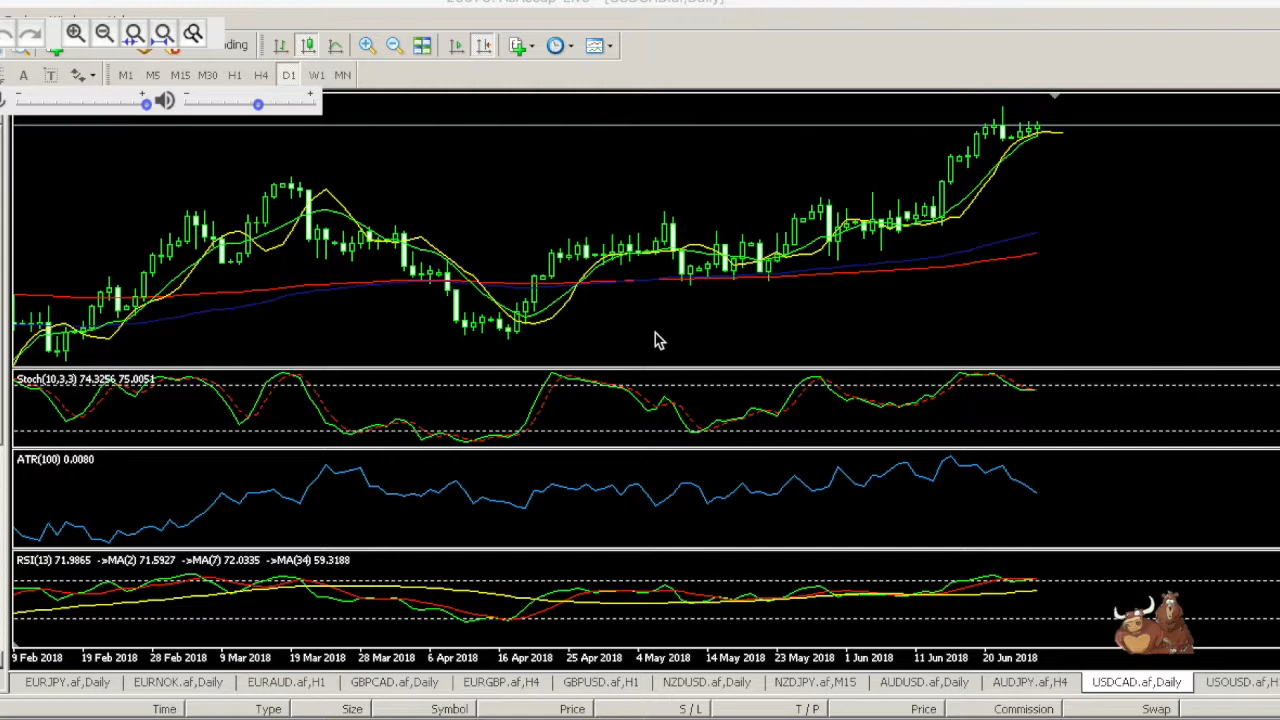 ding
A T M1 M5 M15 M30 H1 H4 D1 W1 MN
- + - +
Stoch(10,3,3) 74.3256 75.0051
ATR(100) 0.0080
RSI(13) 71.9865 ->MA(2) 71.5927 ->MA(7) 72.0335 ->MA(34) 59.3188
9 Feb 2018 19 Feb 2018 28 Feb 2018 9 Mar 2018 19 Mar 2018 28 Mar 2018 6 Apr 2018 16 Apr 2018 25 Apr 2018 4 May 2018 14 May 2018 23 May 2018 1 Jun 2018 11 Jun 2018 20 Jun 2018
EURJPY.af,Daily EURNOK.af,Daily EURAUD.af,H1 GBPCAD.af,Daily EURGBP.af,H4 GBPUSD.af,H1 NZDUSD.af,Daily NZDJPY.af,M15 AUDUSD.af,Daily AUDJPY.af,H4 USDCAD.af,Daily USOUSD.af,H
Time Type Size Symbol Price S / L T / P Price Commission Swap